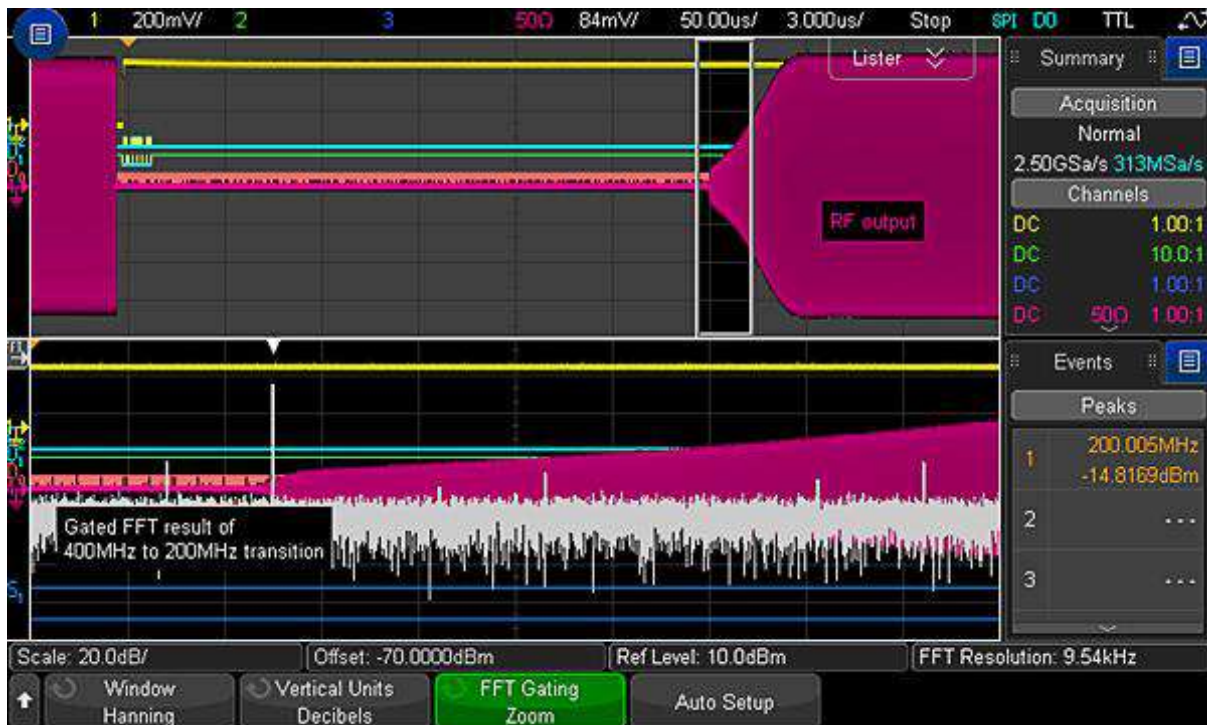 1 200mV/ 2 3 50Ω 84mV/ 50.00us/ 3.000us/ Stop SPI D0 TTL
Lister
Summary
Acquisition
Normal
2.50GSa/s 313MSa/s
Channels
DC 1.00:1
DC 10.0:1
DC 1.00:1
DC 50Ω 1.00:1
RF output
Events
Peaks
1 200.005MHz
-14.8169dBm
2 ---
3 ---
Gated FFT result of
400MHz to 200MHz transition
S1
Scale: 20.0dB/ Offset: -70.0000dBm Ref Level: 10.0dBm FFT Resolution: 9.54kHz
Window
Hanning
Vertical Units
Decibels
FFT Gating
Zoom
Auto Setup